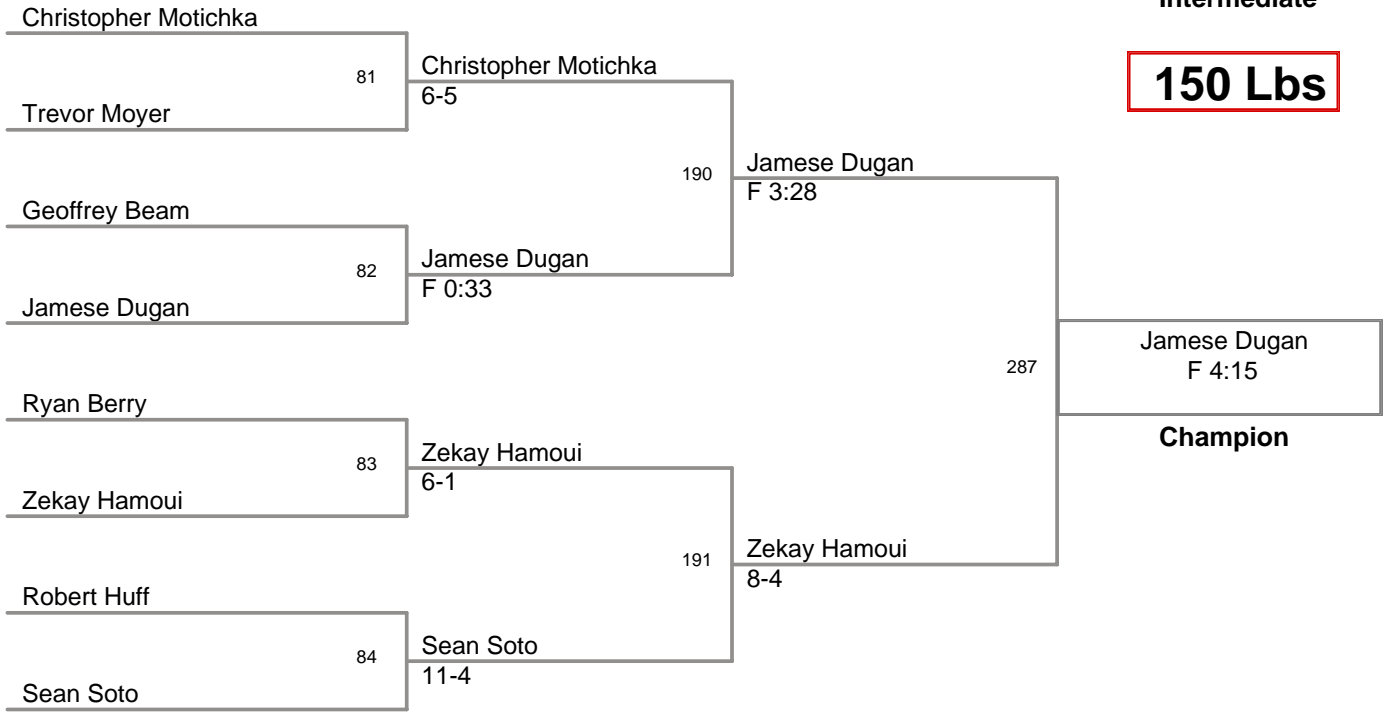 Intermediate
150 Lbs
Christopher Motichka
81
Trevor Moyer
Christopher Motichka
6-5
Geoffrey Beam
82
Jamese Dugan
Jamese Dugan
F 0:33
190
Jamese Dugan
F 3:28
Ryan Berry
83
Zekay Hamoui
Zekay Hamoui
6-1
Robert Huff
84
Sean Soto
Sean Soto
11-4
191
Zekay Hamoui
8-4
287
Jamese Dugan
F 4:15
Champion